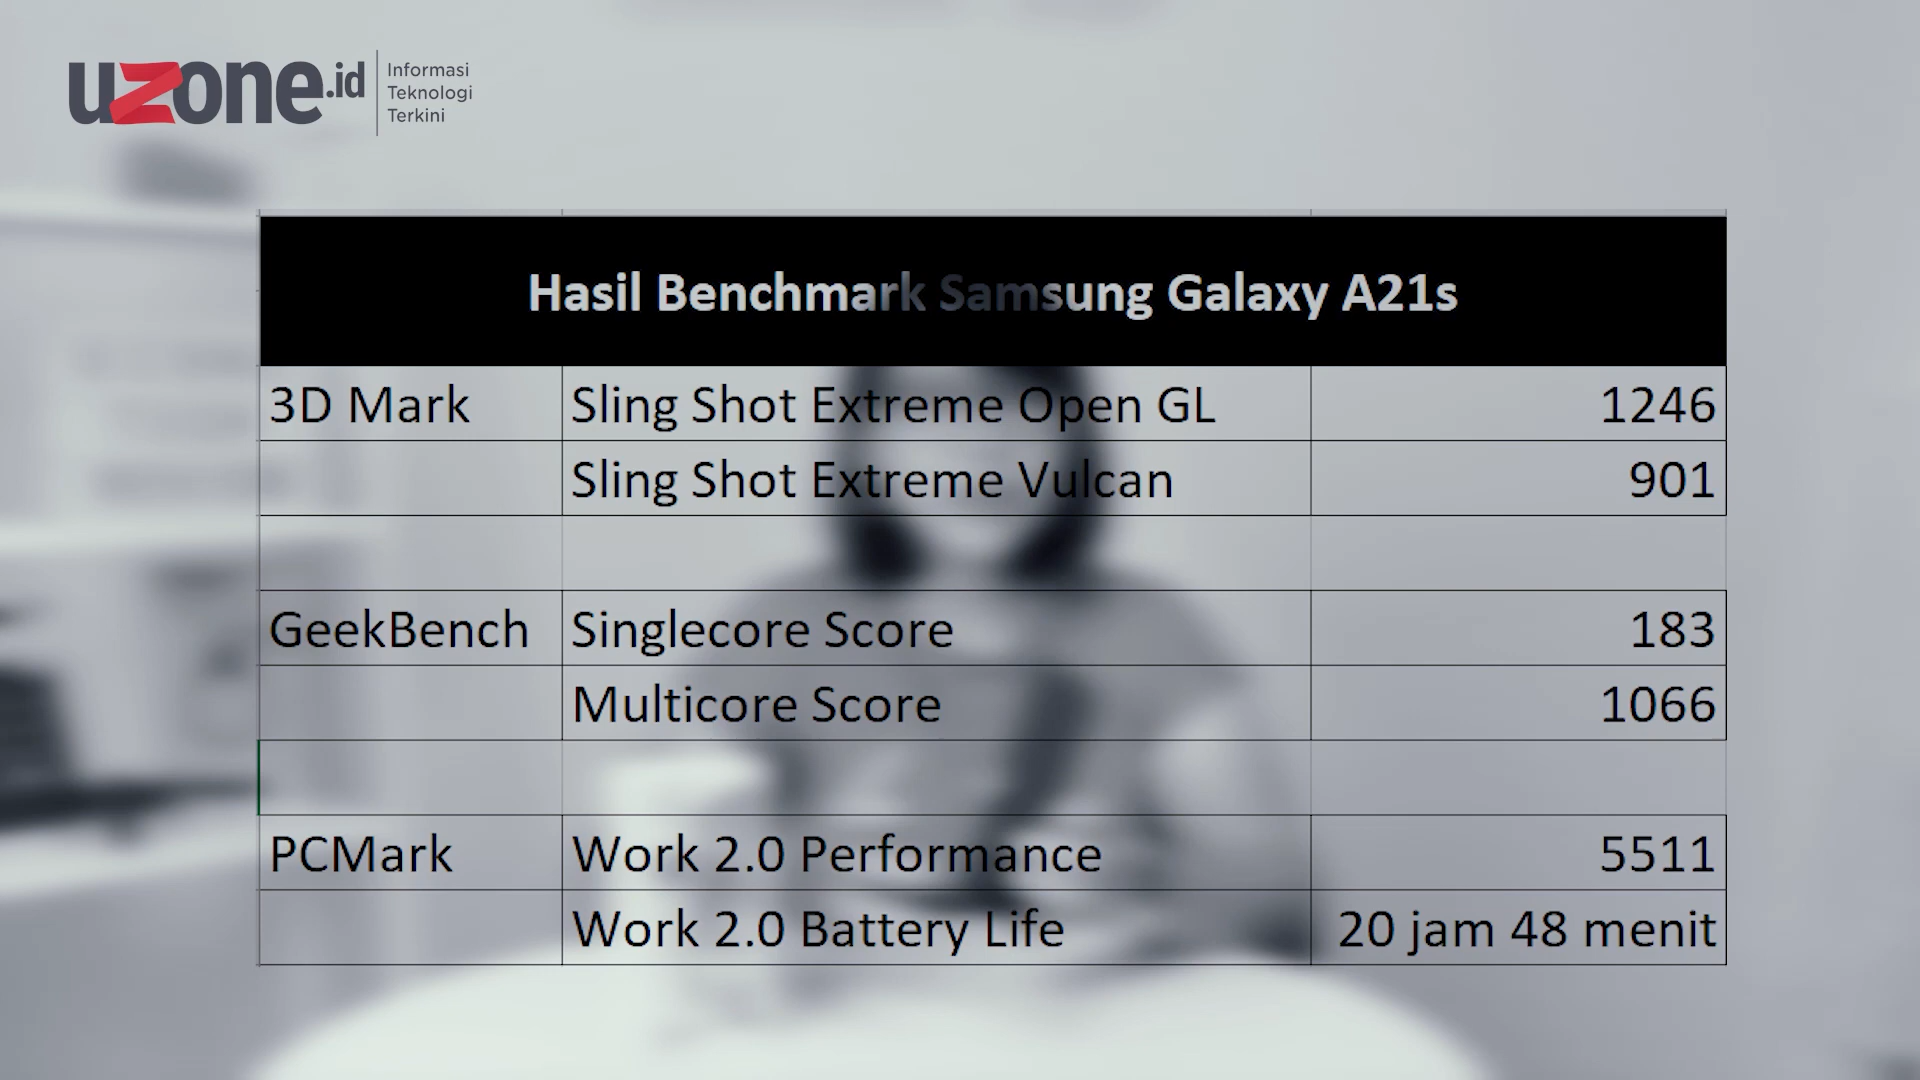 uzone.id
Informasi
Teknologi
Terkini
Hasil Benchmark Samsung Galaxy A21s
3D Mark Sling Shot Extreme Open GL 1246
Sling Shot Extreme Vulcan 901
GeekBench Singlecore Score 183
Multicore Score 1066
PCMark Work 2.0 Performance 5511
Work 2.0 Battery Life 20 jam 48 menit